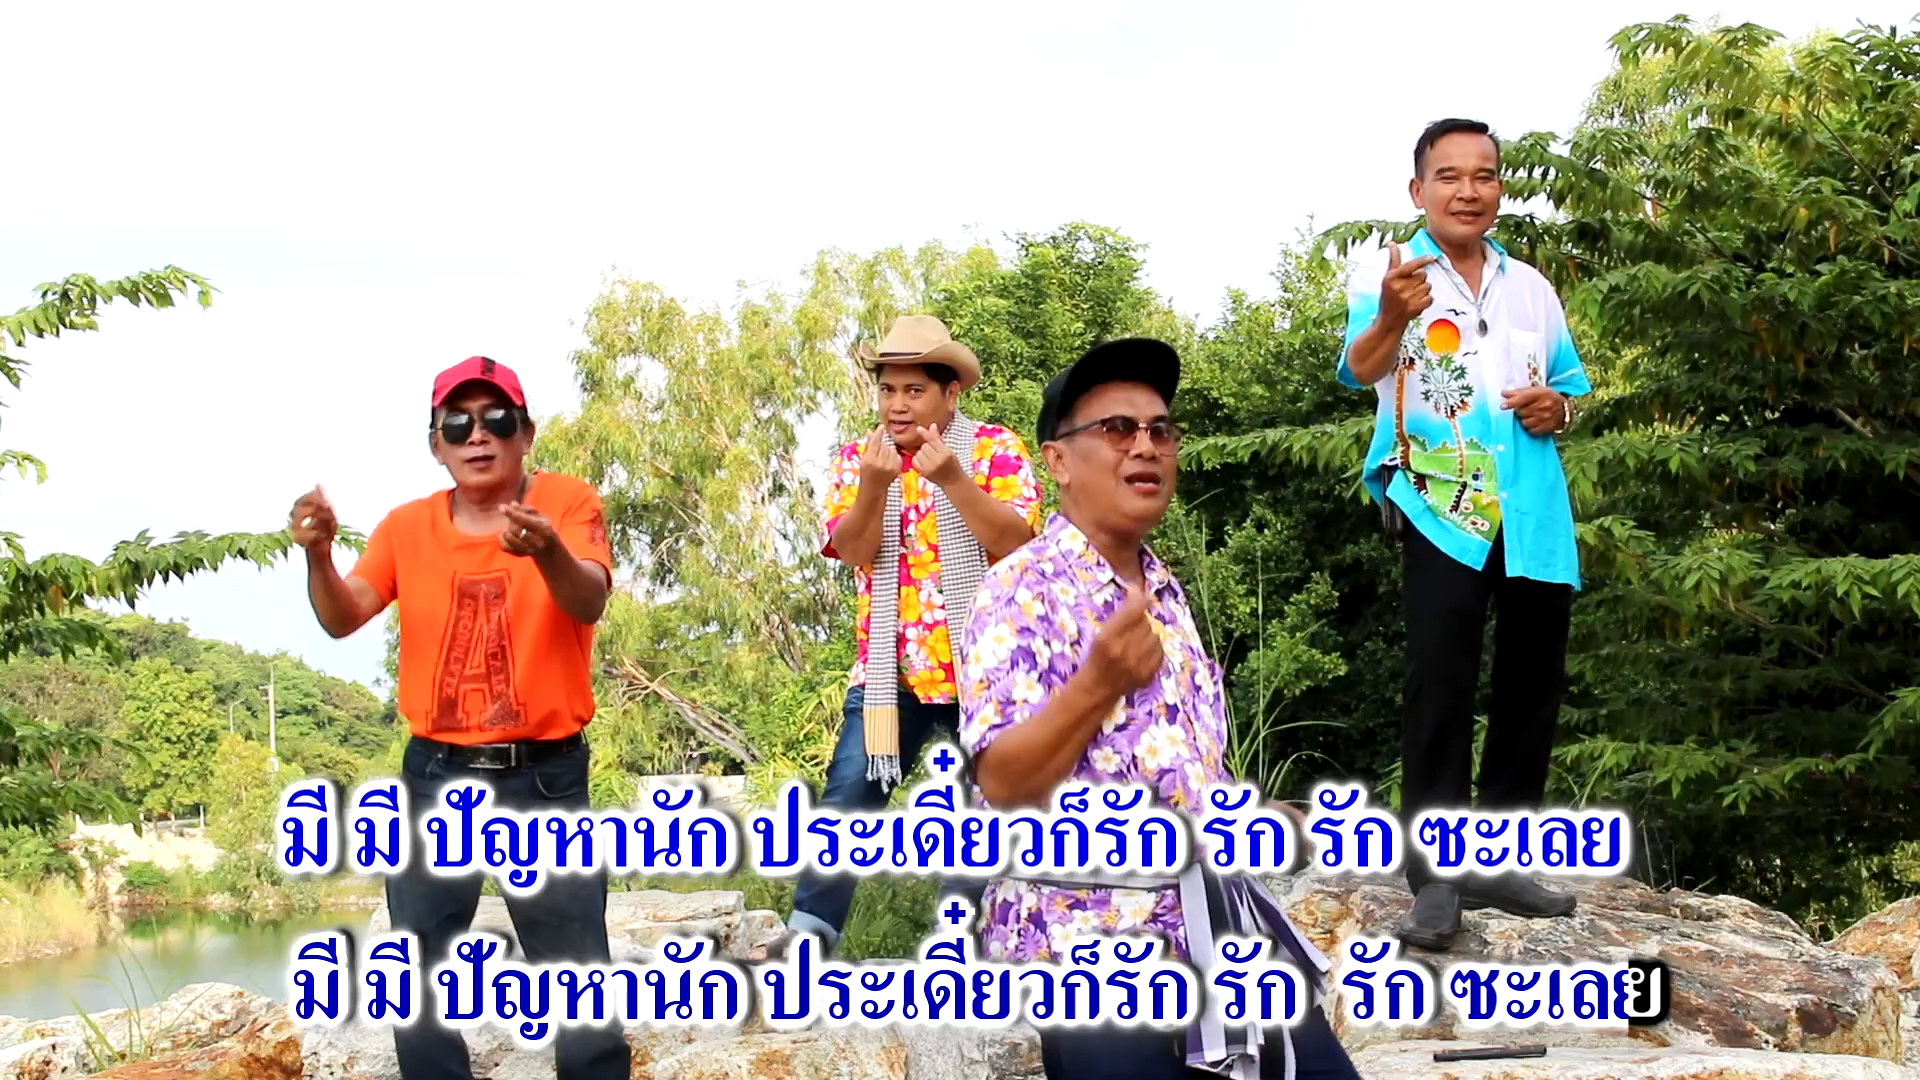 มี มี ปัญหานัก ประเดี๋ยวก็รัก รัก รัก ซะเลย
มี มี ปัญหานัก ประเดี๋ยวก็รัก รัก รัก ซะเลย
A